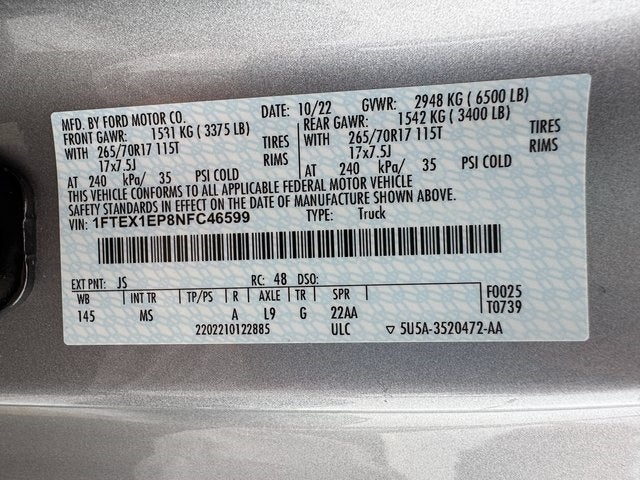 MFD. BY FORD MOTOR CO. DATE: 10/22 GVWR: 2948 KG ( 6500 LB)
FRONT GAWR: 1531 KG ( 3375 LB) REAR GAWR: 1542 KG ( 3400 LB)
WITH 265/70R17 115T TIRES WITH 265/70R17 115T TIRES
17x7.5J RIMS 17x7.5J RIMS
AT 240 kPa/ 35 PSI COLD AT 240 kPa/ 35 PSI COLD
THIS VEHICLE CONFORMS TO ALL APPLICABLE FEDERAL MOTOR VEHICLE
SAFETY STANDARDS IN EFFECT ON THE DATE OF MANUFACTURE SHOWN ABOVE.
VIN: 1FTEX1EP8NFC46599 TYPE: Truck
EXT PNT: JS RC: 48 DSO:
WB INT TR TP/PS R AXLE TR SPR F0025
145 MS A L9 G 22AA T0739
2202210122885 ULC ▽ 5U5A-3520472-AA